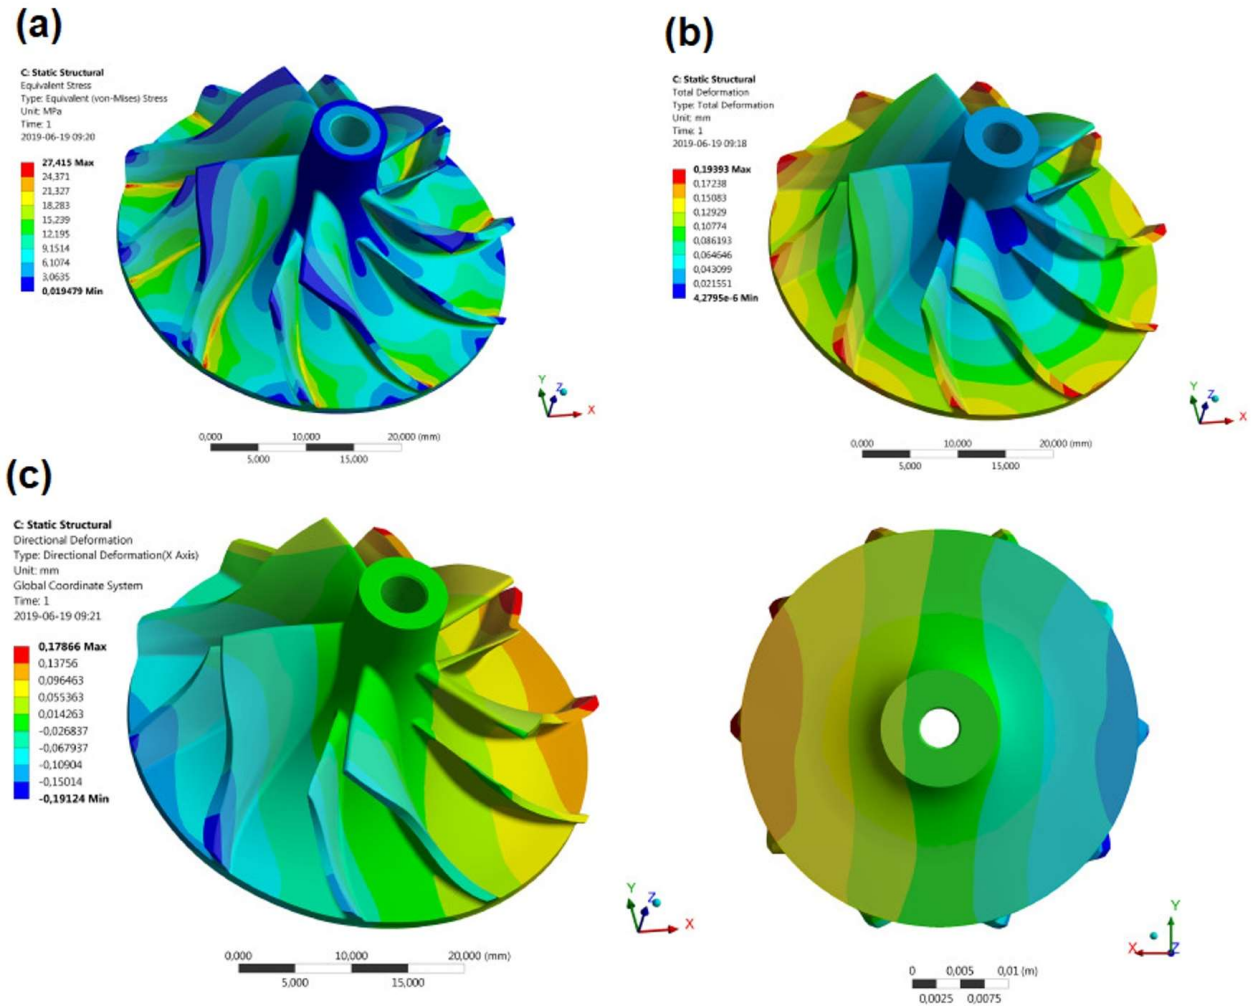 (a)
C: Static Structural
Equivalent Stress
Type: Equivalent (von-Mises) Stress
Unit: MPa
Time: 1
2019-06-19 09:20
27,415 Max
24,371
21,327
18,283
15,239
12,195
9,1514
6,1074
3,0635
0,019479 Min
Y
Z
X
0,000
10,000
20,000 (mm)
5,000
15,000
(b)
C: Static Structural
Total Deformation
Type: Total Deformation
Unit: mm
Time: 1
2019-06-19 09:18
0,19393 Max
0,17238
0,15083
0,12929
0,10774
0,086193
0,064646
0,043099
0,021551
4,2795e-6 Min
Y
Z
X
0,000
10,000
20,000 (mm)
5,000
15,000
(c)
C: Static Structural
Directional Deformation
Type: Directional Deformation(X Axis)
Unit: mm
Global Coordinate System
Time: 1
2019-06-19 09:21
0,17866 Max
0,13756
0,096463
0,055363
0,014263
-0,026837
-0,067937
-0,10904
-0,15014
-0,19124 Min
Y
Z
X
0,000
10,000
20,000 (mm)
5,000
15,000
Y
X
Z
0
0,005
0,01 (m)
0,0025
0,0075